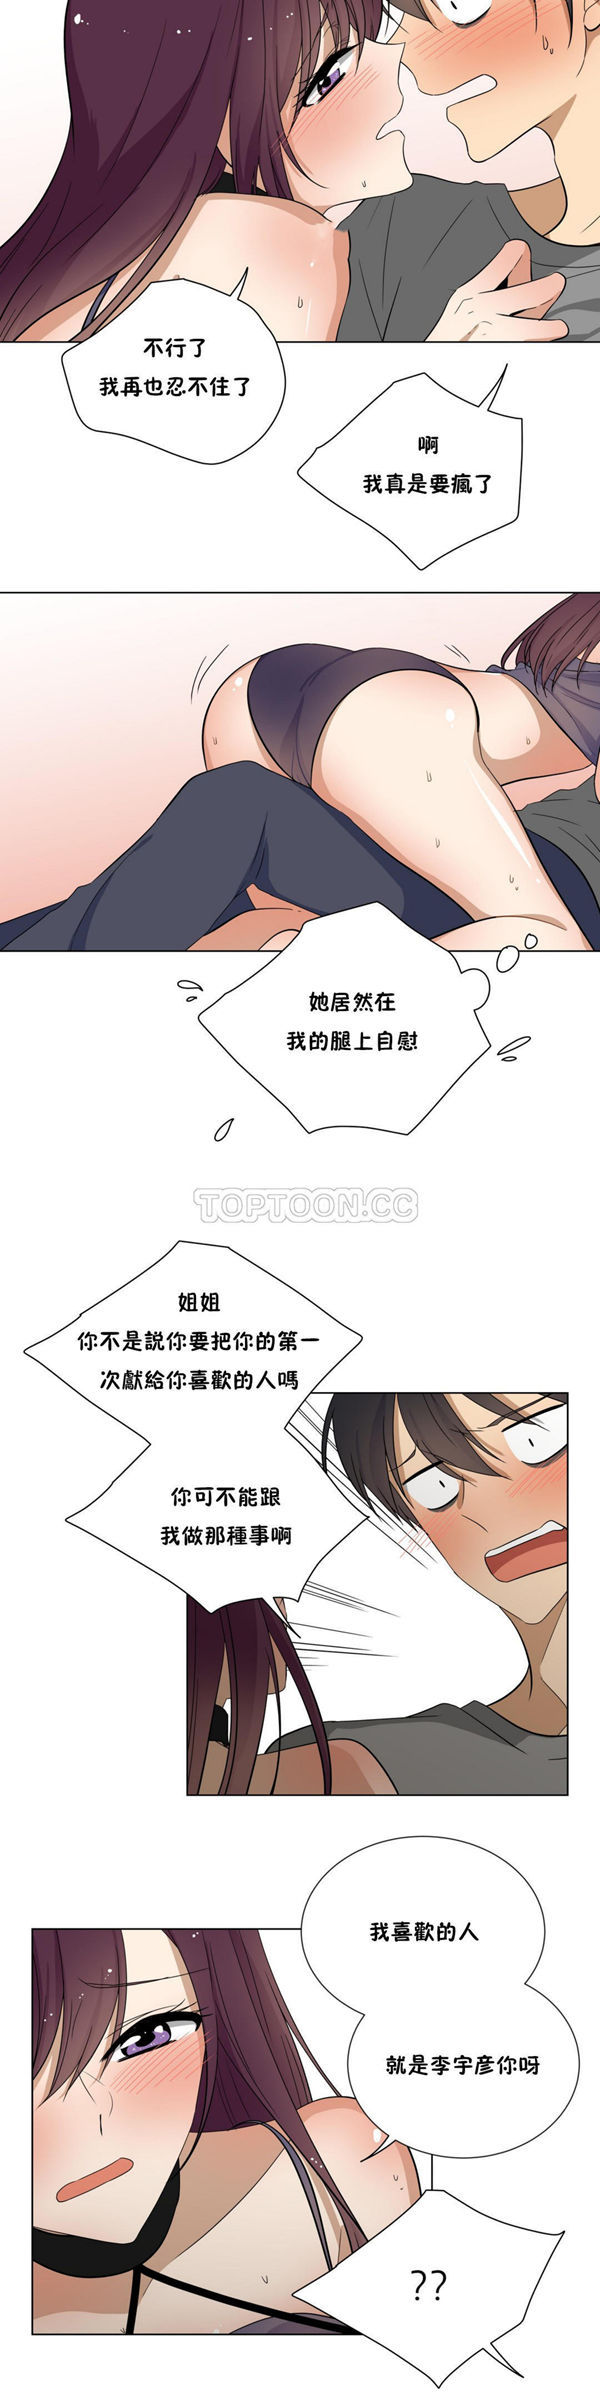 不行了
我再也忍不住了
啊
我真是要瘋了
她居然在
我的腿上自慰
TOPTOON.CC
姐姐
你不是說你要把你的第一
次獻給你喜歡的人嗎
你可不能跟
我做那種事啊
我喜歡的人
就是李宇彦你呀
??